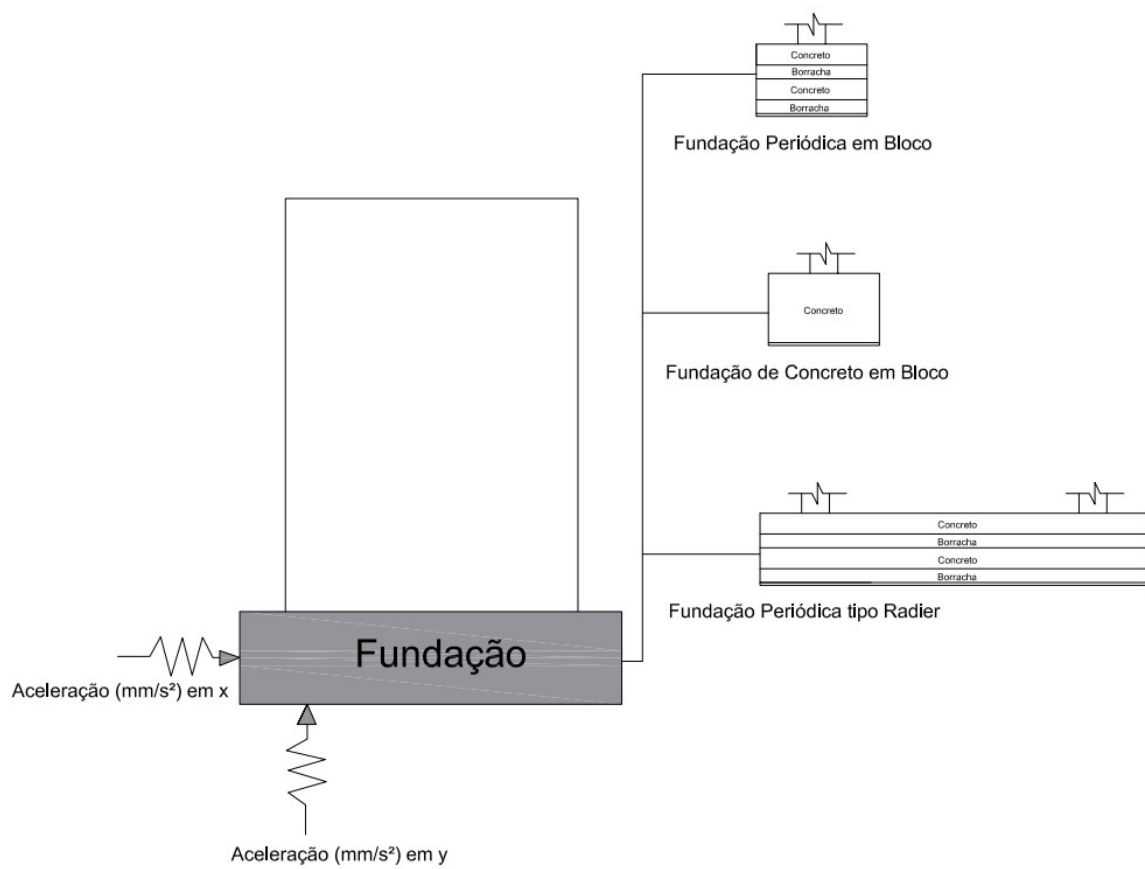 Concreto
Borracha
Concreto
Borracha
Fundação Periódica em Bloco
Concreto
Fundação de Concreto em Bloco
Concreto
Borracha
Concreto
Borracha
Fundação Periódica tipo Radier
Fundação
Aceleração (mm/s²) em x
Aceleração (mm/s²) em y